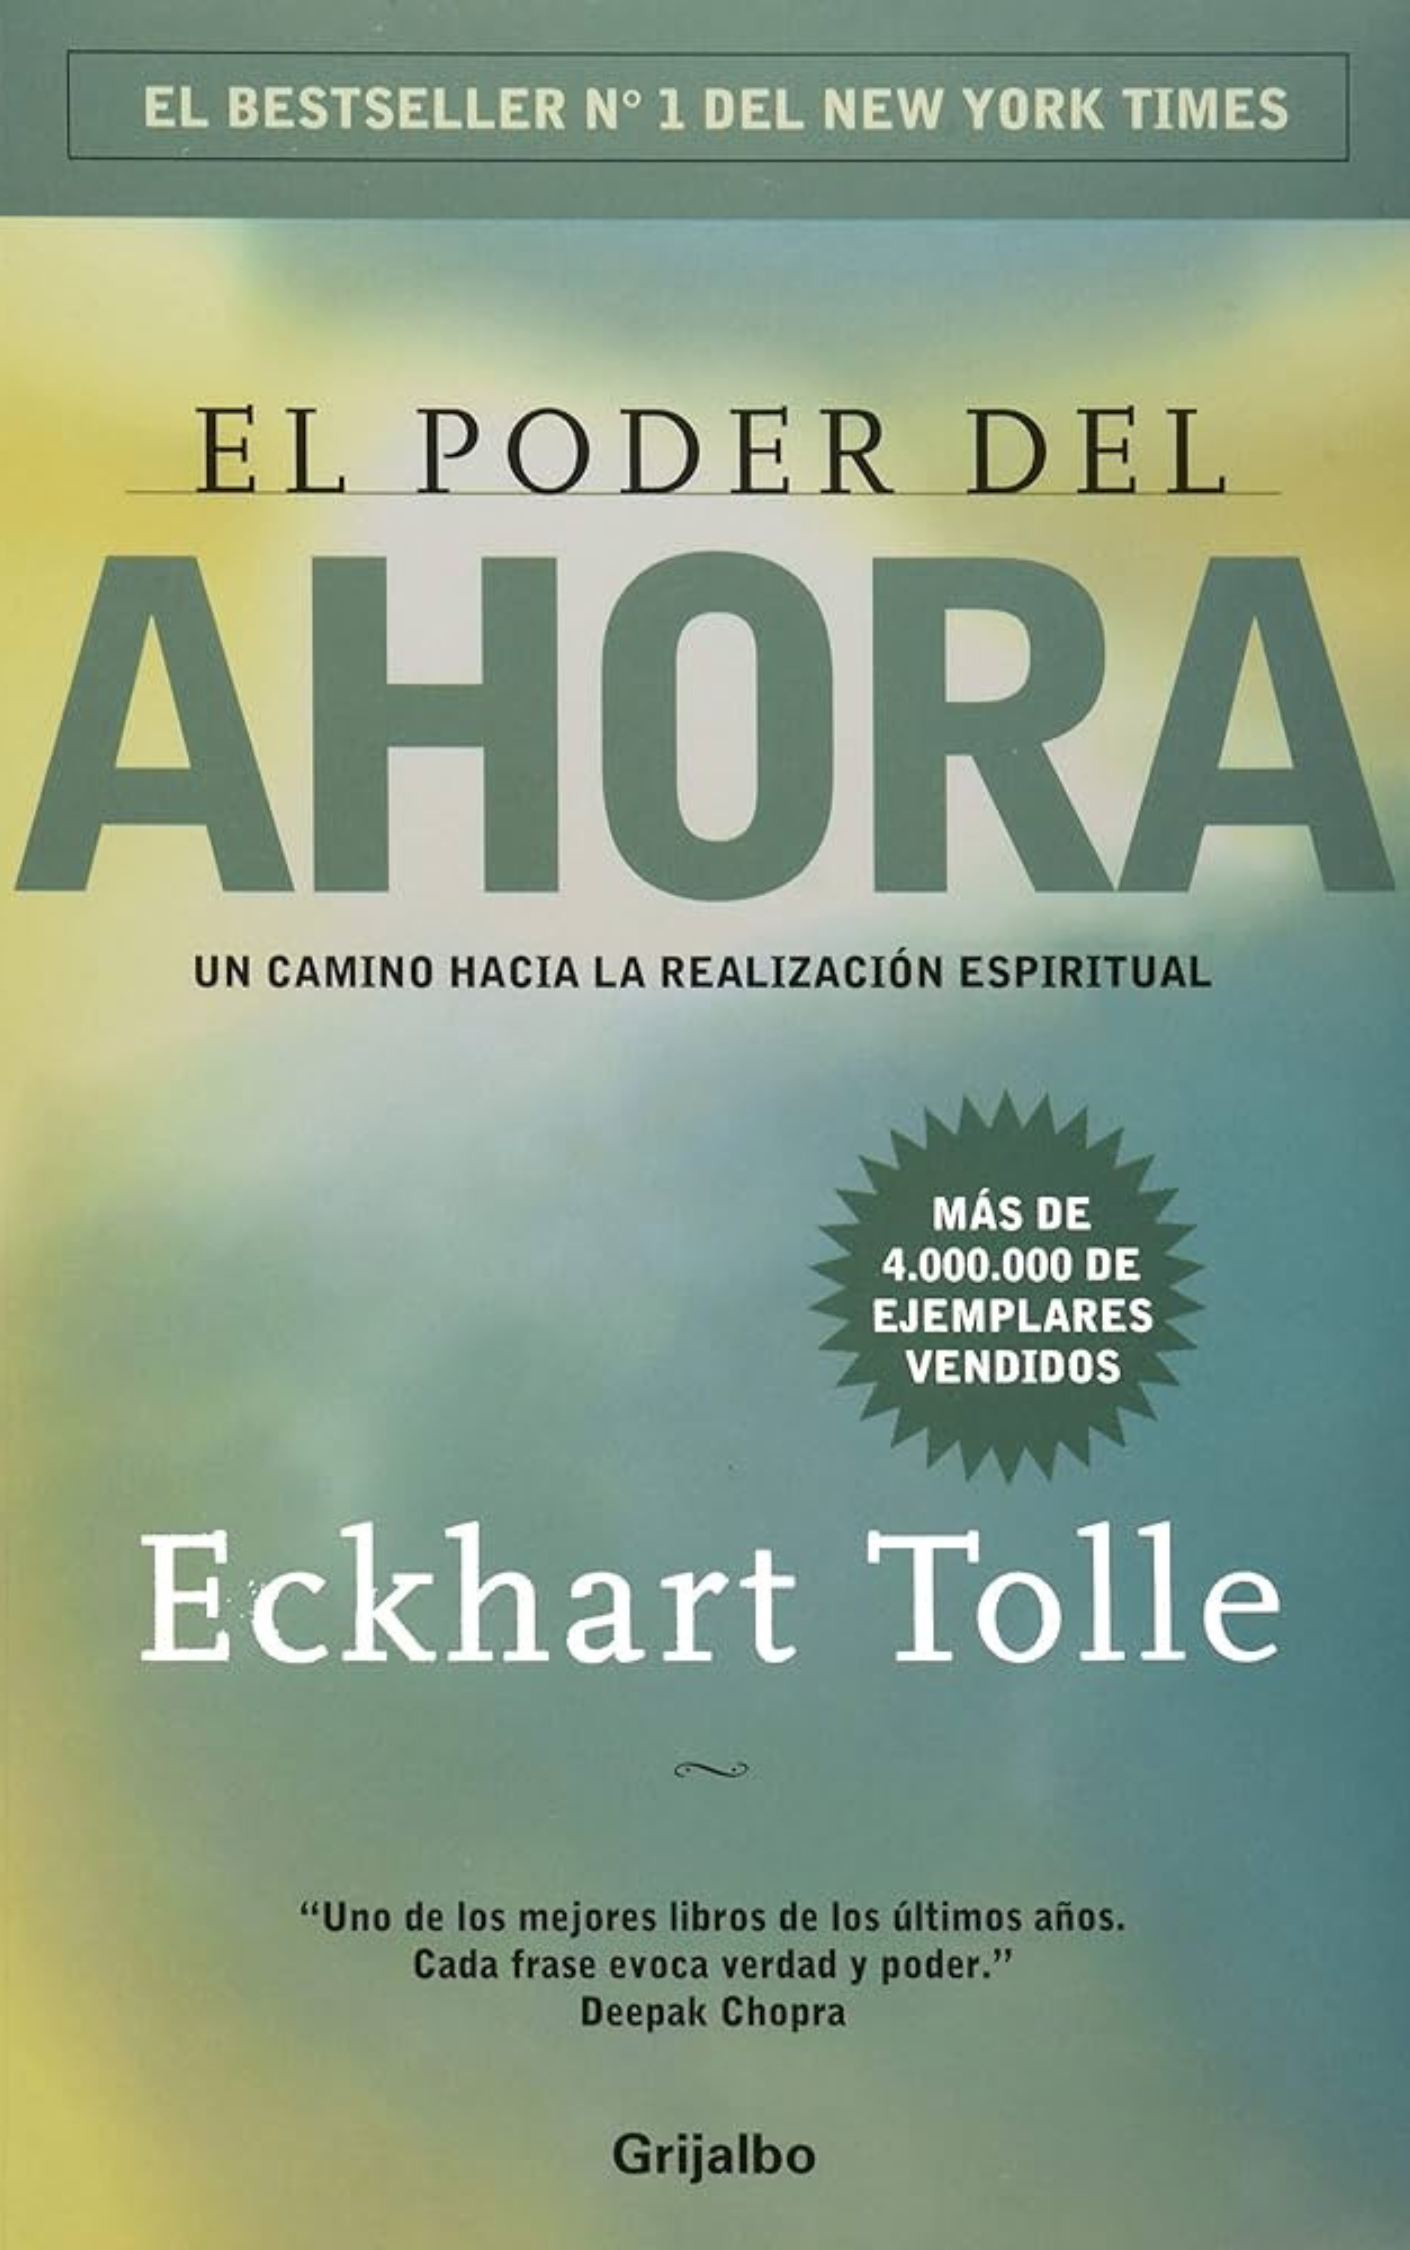 EL BESTSELLER N° 1 DEL NEW YORK TIMES
EL PODER DEL
AHORA
UN CAMINO HACIA LA REALIZACIÓN ESPIRITUAL
MÁS DE
4.000.000 DE
EJEMPLARES
VENDIDOS
Eckhart Tolle
“Uno de los mejores libros de los últimos años.
Cada frase evoca verdad y poder.”
Deepak Chopra
Grijalbo